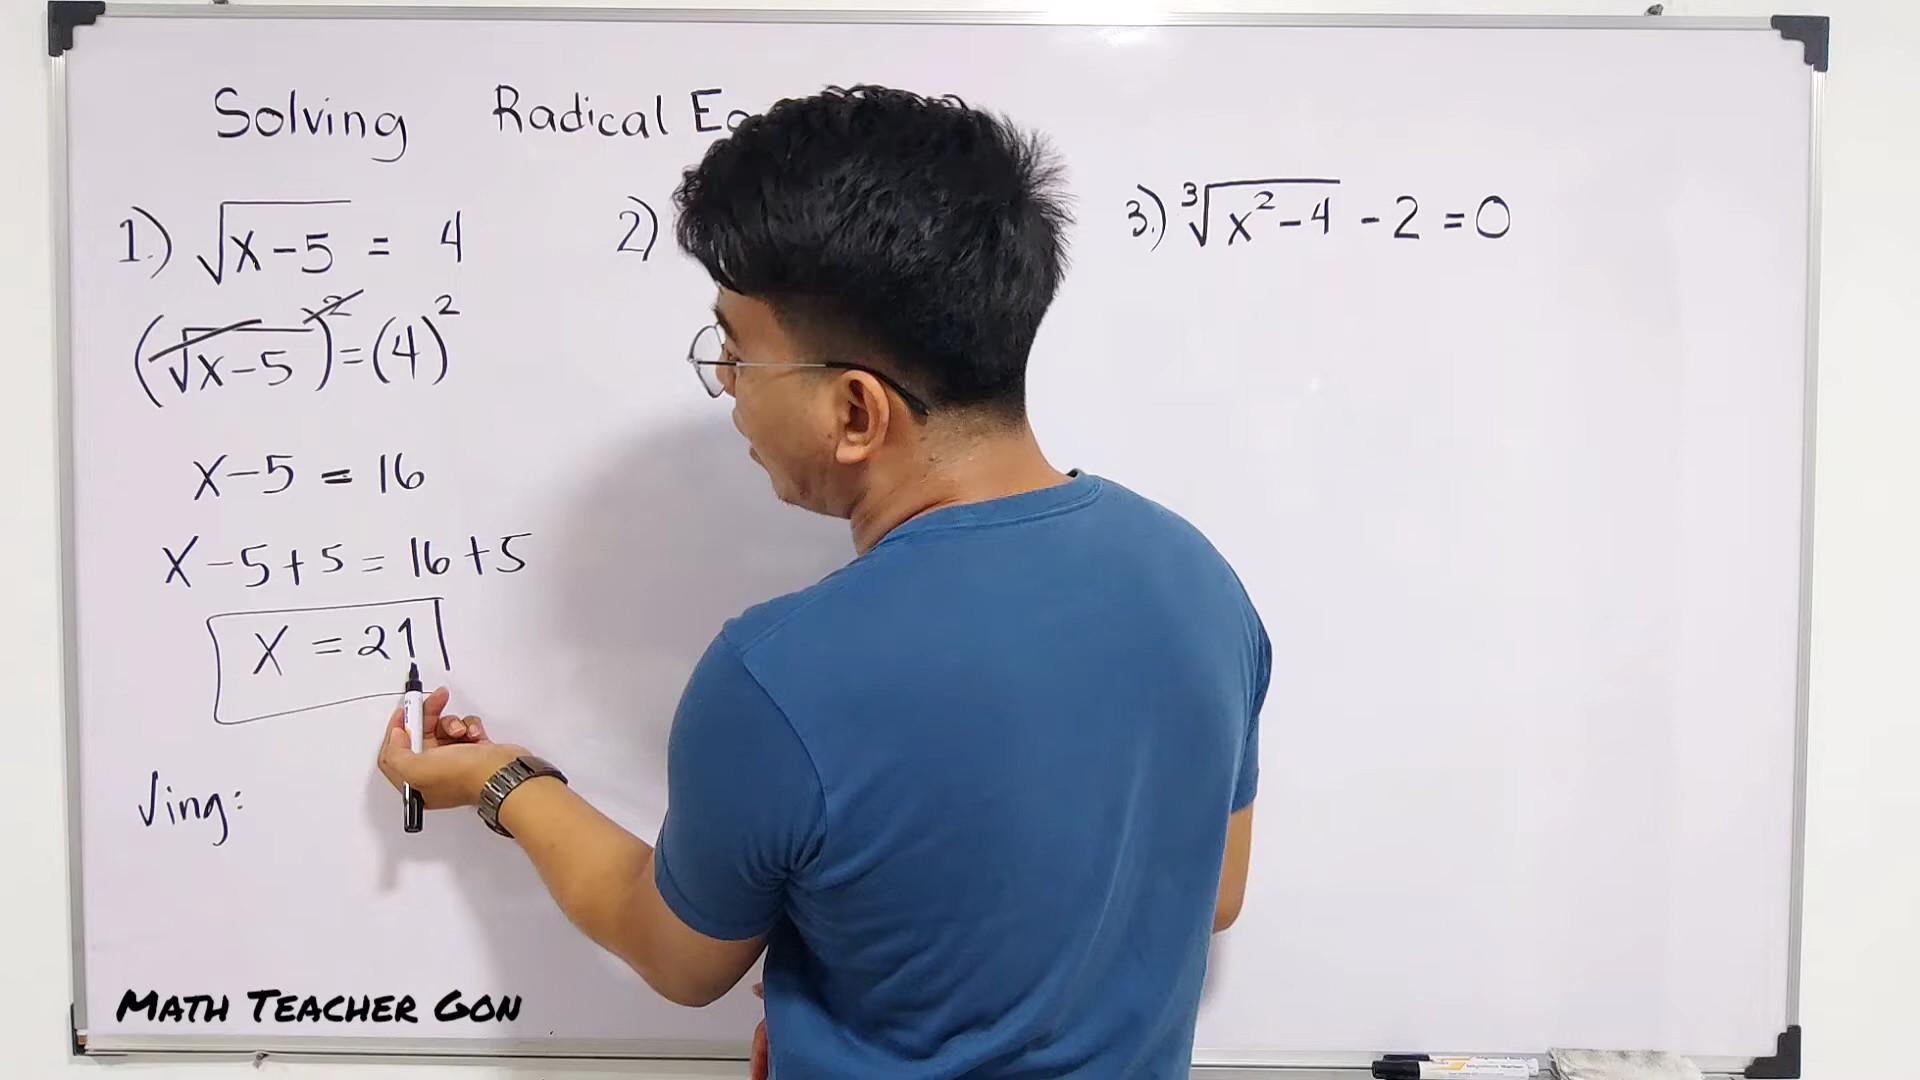 Solving Radical
1.) √x-5 = 4
(√x-5)² = (4)²
x-5 = 16
x-5+5 = 16+5
x = 21
√ing:
2)
3.) ³√x²-4 - 2 = 0
MATH TEACHER GON